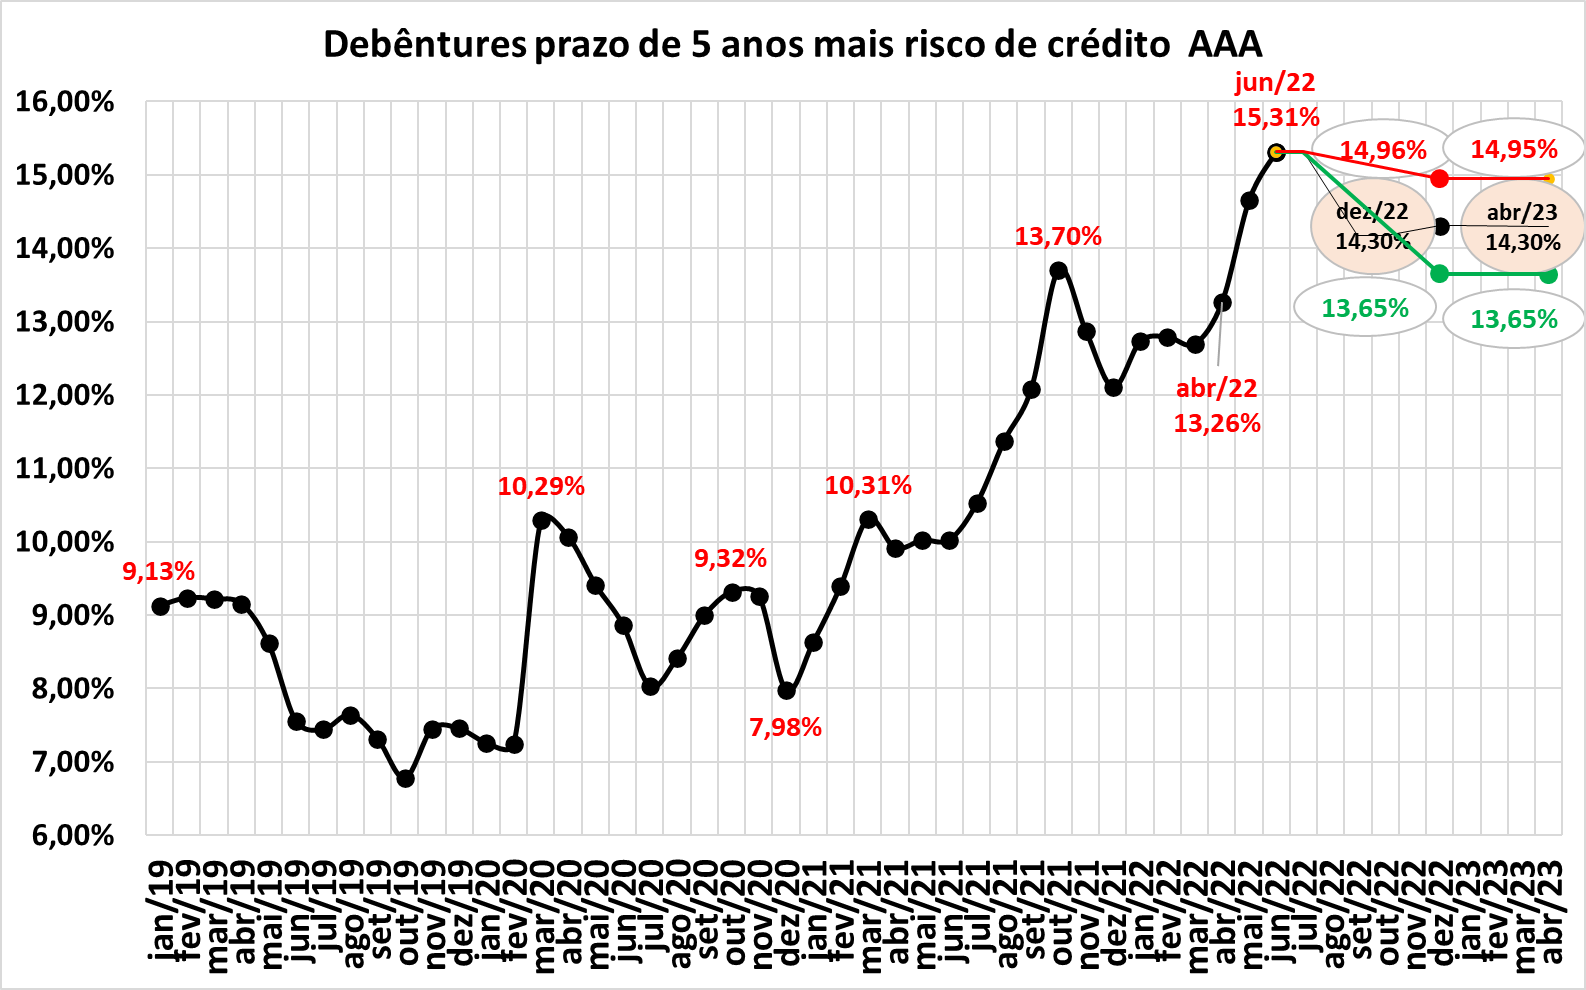 Debêntures prazo de 5 anos mais risco de crédito AAA
16,00%
15,00%
14,00%
13,00%
12,00%
11,00%
10,00%
9,00%
8,00%
7,00%
6,00%
9,13%
10,29%
9,32%
7,98%
10,31%
13,70%
abr/22
13,26%
jun/22
15,31%
14,96%
14,95%
dez/22
14,30%
abr/23
14,30%
13,65%
13,65%
jan/19
fev/19
mar/19
abr/19
mai/19
jun/19
jul/19
ago/19
set/19
out/19
nov/19
dez/19
jan/20
fev/20
mar/20
abr/20
mai/20
jun/20
jul/20
ago/20
set/20
out/20
nov/20
dez/20
jan/21
fev/21
mar/21
abr/21
mai/21
jun/21
jul/21
ago/21
set/21
out/21
nov/21
dez/21
jan/22
fev/22
mar/22
abr/22
mai/22
jun/22
jul/22
ago/22
set/22
out/22
nov/22
dez/22
jan/23
fev/23
mar/23
abr/23